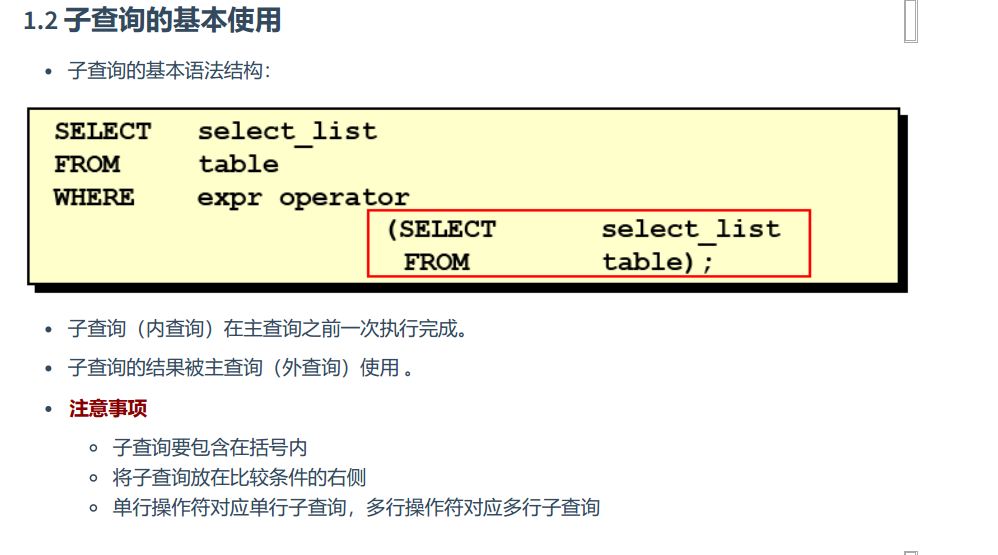 1.2 子查询的基本使用
• 子查询的基本语法结构：
SELECT select_list
FROM table
WHERE expr operator
(SELECT select_list
FROM table);
• 子查询（内查询）在主查询之前一次执行完成。
• 子查询的结果被主查询（外查询）使用 。
• 注意事项
◦ 子查询要包含在括号内
◦ 将子查询放在比较条件的右侧
◦ 单行操作符对应单行子查询，多行操作符对应多行子查询